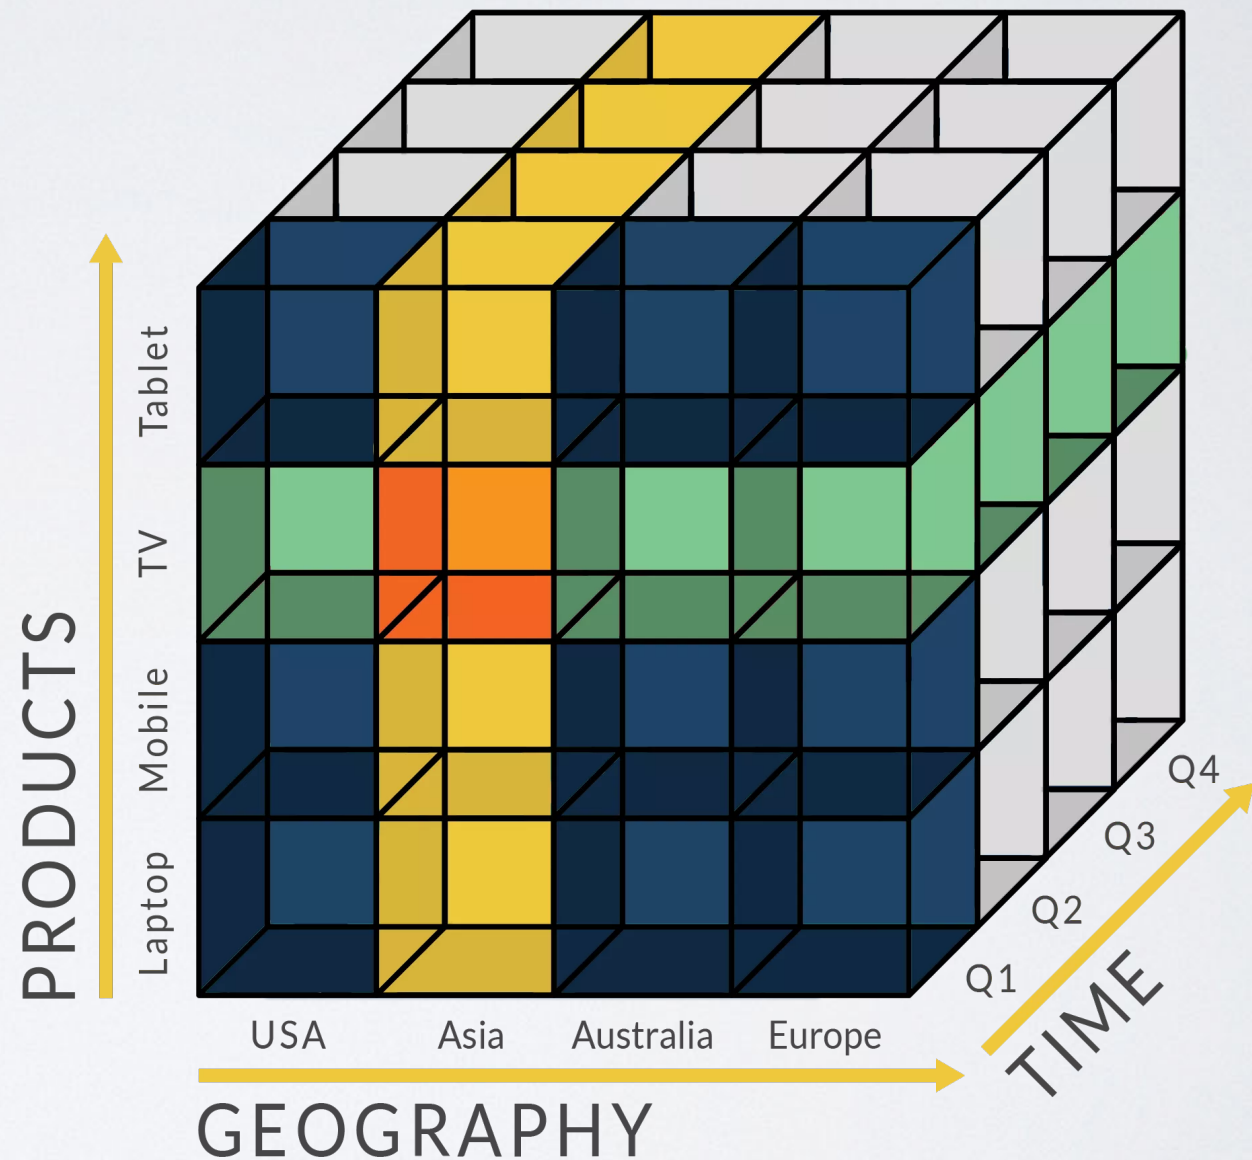 PRODUCTS
Tablet
TV
Mobile
Laptop
USA Asia Australia Europe
GEOGRAPHY
Q1
Q2
Q3
Q4
TIME